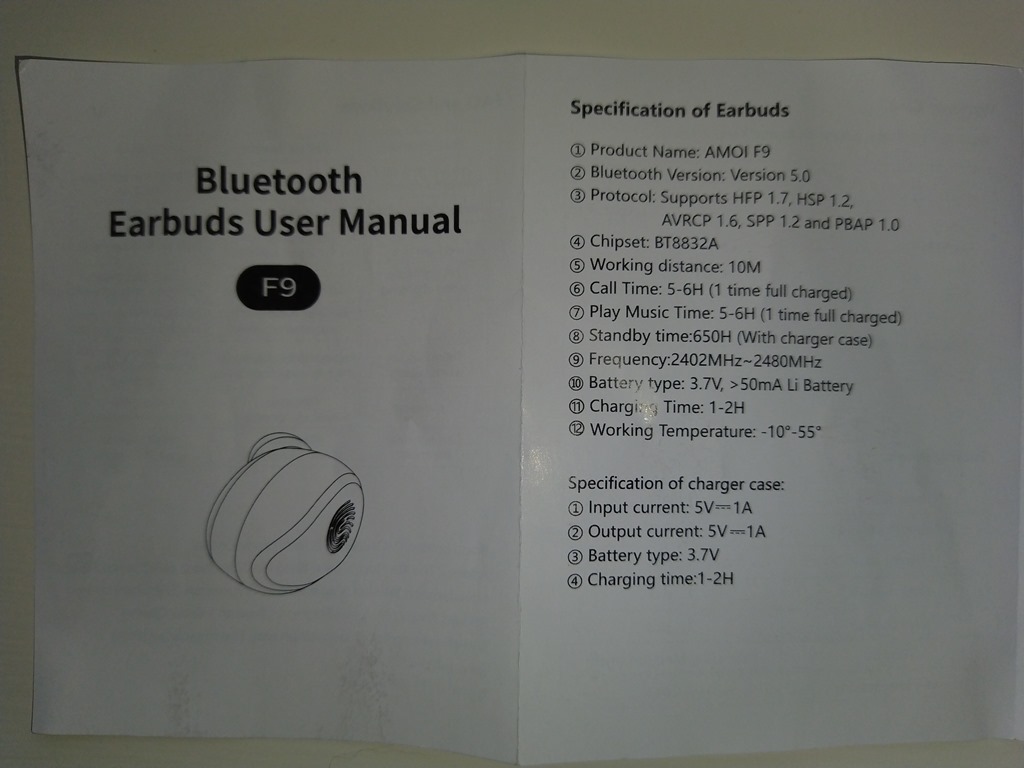 Bluetooth
Earbuds User Manual
F9
Specification of Earbuds
① Product Name: AMOI F9
② Bluetooth Version: Version 5.0
③ Protocol: Supports HFP 1.7, HSP 1.2,
AVRCP 1.6, SPP 1.2 and PBAP 1.0
④ Chipset: BT8832A
⑤ Working distance: 10M
⑥ Call Time: 5-6H (1 time full charged)
⑦ Play Music Time: 5-6H (1 time full charged)
⑧ Standby time:650H (With charger case)
⑨ Frequency:2402MHz~2480MHz
⑩ Battery type: 3.7V, >50mA Li Battery
⑪ Charging Time: 1-2H
⑫ Working Temperature: -10°-55°
Specification of charger case:
① Input current: 5V⎓1A
② Output current: 5V⎓1A
③ Battery type: 3.7V
④ Charging time:1-2H